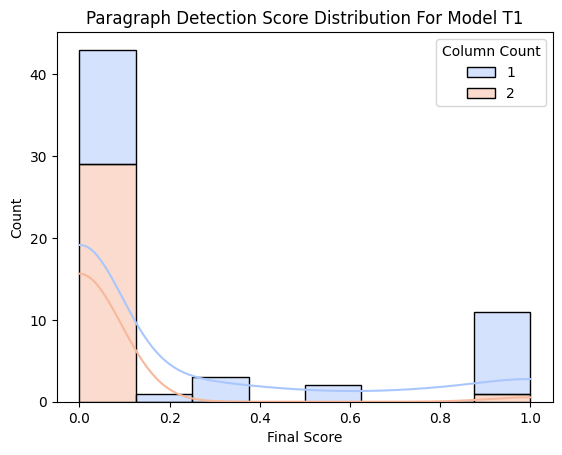 Paragraph Detection Score Distribution For Model T1
Column Count
1
2
40
30
20
10
0
Count
0.0 0.2 0.4 0.6 0.8 1.0
Final Score